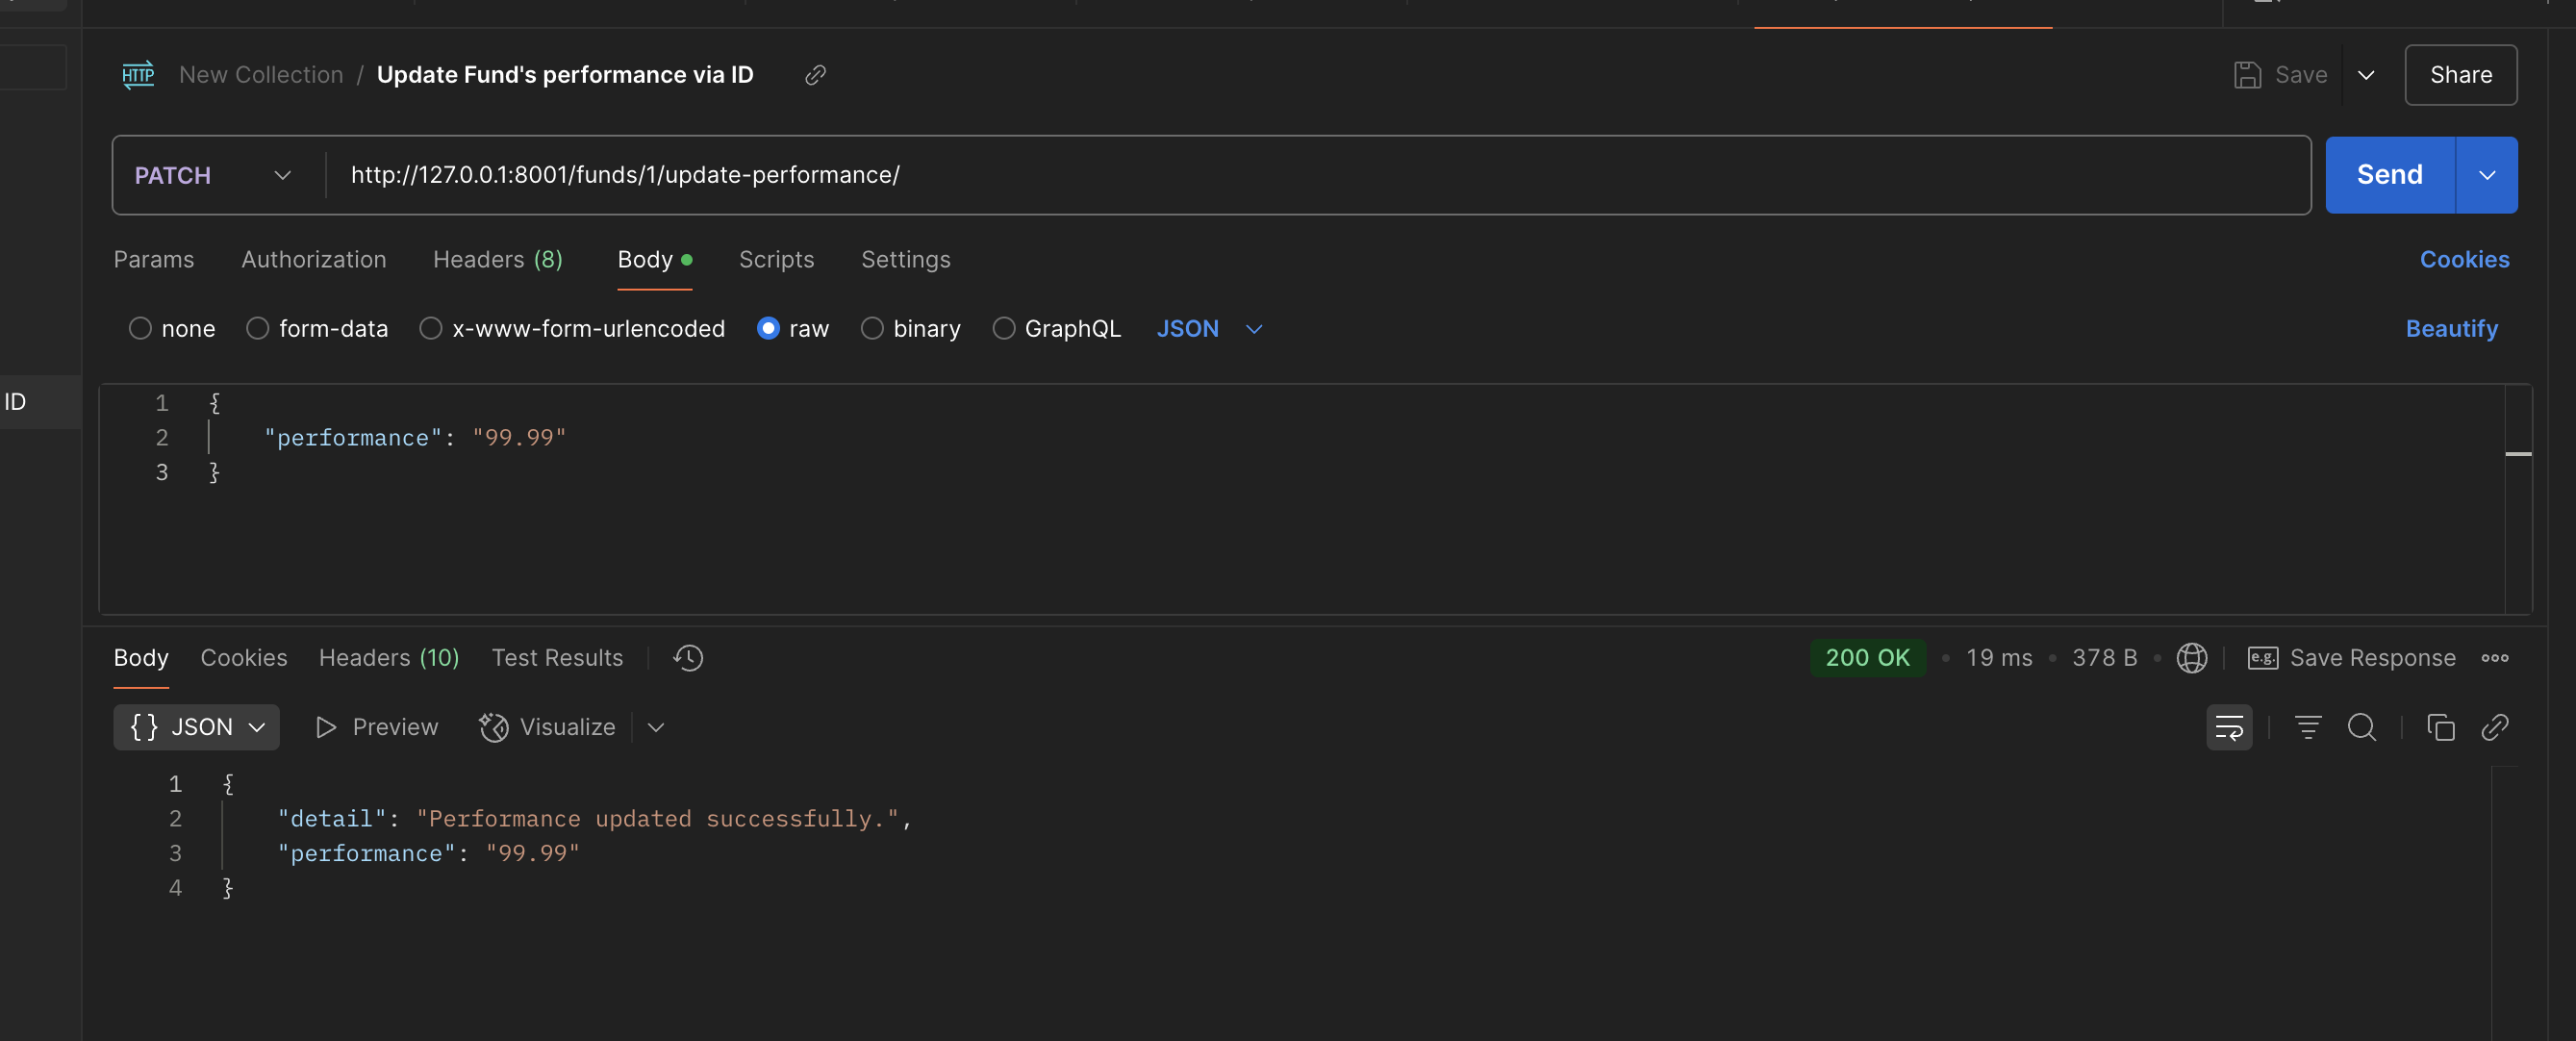 New Collection / Update Fund's performance via ID
Save
Share
HTTP
PATCH
http://127.0.0.1:8001/funds/1/update-performance/
Send
Params Authorization Headers (8) Body Scripts Settings Cookies
none form-data x-www-form-urlencoded raw binary GraphQL JSON Beautify
ID
1 {
2 "performance": "99.99"
3 }
Body Cookies Headers (10) Test Results 200 OK • 19 ms • 378 B • e.g. Save Response
{} JSON Preview Visualize
1 {
2 "detail": "Performance updated successfully.",
3 "performance": "99.99"
4 }